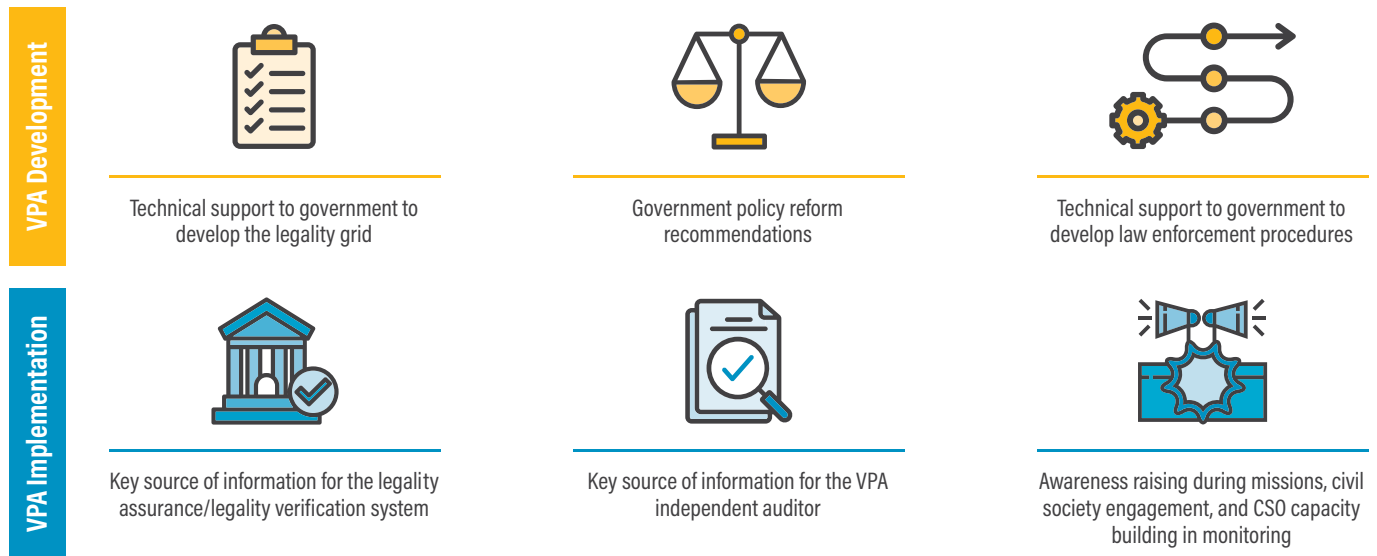 VPA Development
Technical support to government to
develop the legality grid
Government policy reform
recommendations
Technical support to government to
develop law enforcement procedures
VPA Implementation
Key source of information for the legality
assurance/legality verification system
Key source of information for the VPA
independent auditor
Awareness raising during missions, civil
society engagement, and CSO capacity
building in monitoring